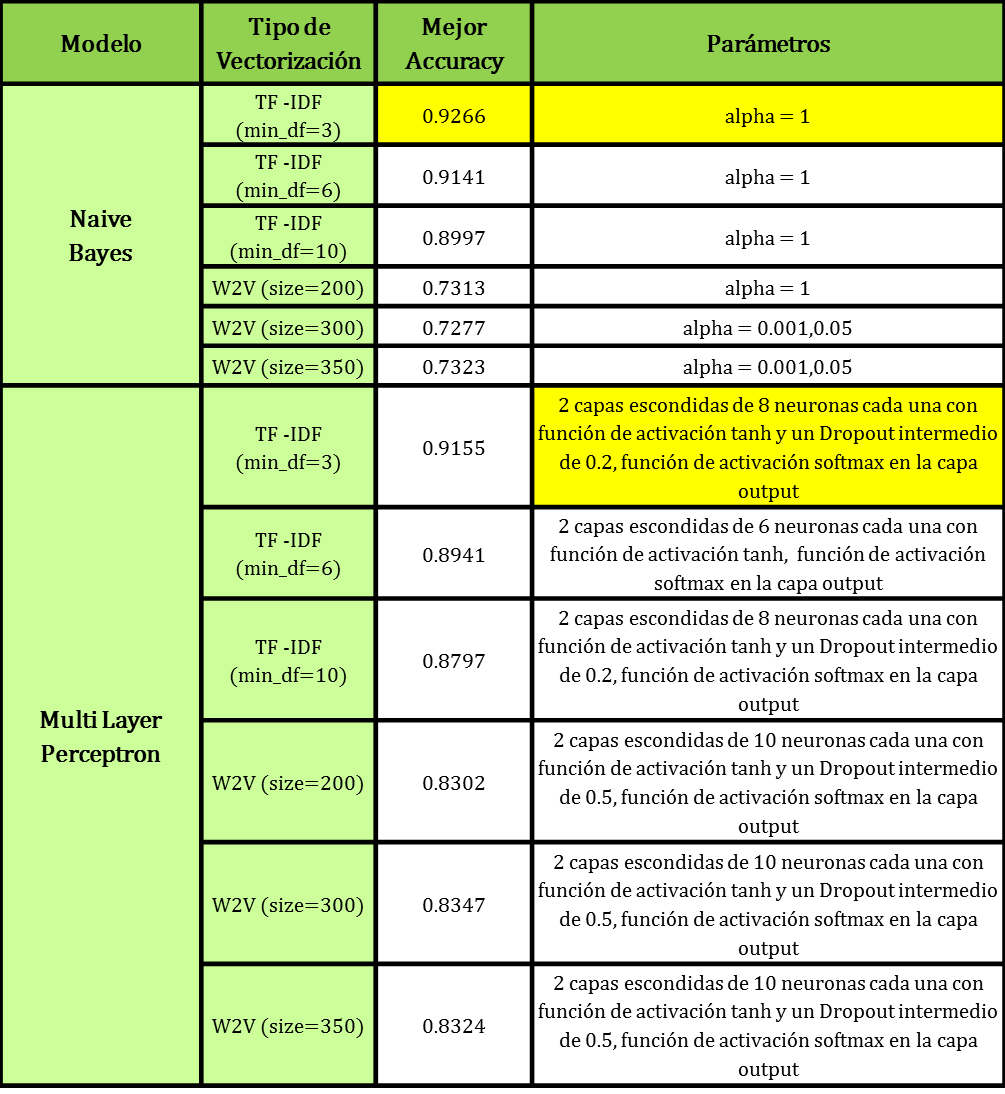 Modelo
Tipo de
Vectorización
Mejor
Accuracy
Parámetros
Naive
Bayes
TF -IDF
(min_df=3)
0.9266
alpha = 1
TF -IDF
(min_df=6)
0.9141
alpha = 1
TF -IDF
(min_df=10)
0.8997
alpha = 1
W2V (size=200)
0.7313
alpha = 1
W2V (size=300)
0.7277
alpha = 0.001,0.05
W2V (size=350)
0.7323
alpha = 0.001,0.05
Multi Layer
Perceptron
TF -IDF
(min_df=3)
0.9155
2 capas escondidas de 8 neuronas cada una con
función de activación tanh y un Dropout intermedio
de 0.2, función de activación softmax en la capa
output
TF -IDF
(min_df=6)
0.8941
2 capas escondidas de 6 neuronas cada una con
función de activación tanh, función de activación
softmax en la capa output
TF -IDF
(min_df=10)
0.8797
2 capas escondidas de 8 neuronas cada una con
función de activación tanh y un Dropout intermedio
de 0.2, función de activación softmax en la capa
output
W2V (size=200)
0.8302
2 capas escondidas de 10 neuronas cada una con
función de activación tanh y un Dropout intermedio
de 0.5, función de activación softmax en la capa
output
W2V (size=300)
0.8347
2 capas escondidas de 10 neuronas cada una con
función de activación tanh y un Dropout intermedio
de 0.5, función de activación softmax en la capa
output
W2V (size=350)
0.8324
2 capas escondidas de 10 neuronas cada una con
función de activación tanh y un Dropout intermedio
de 0.5, función de activación softmax en la capa
output